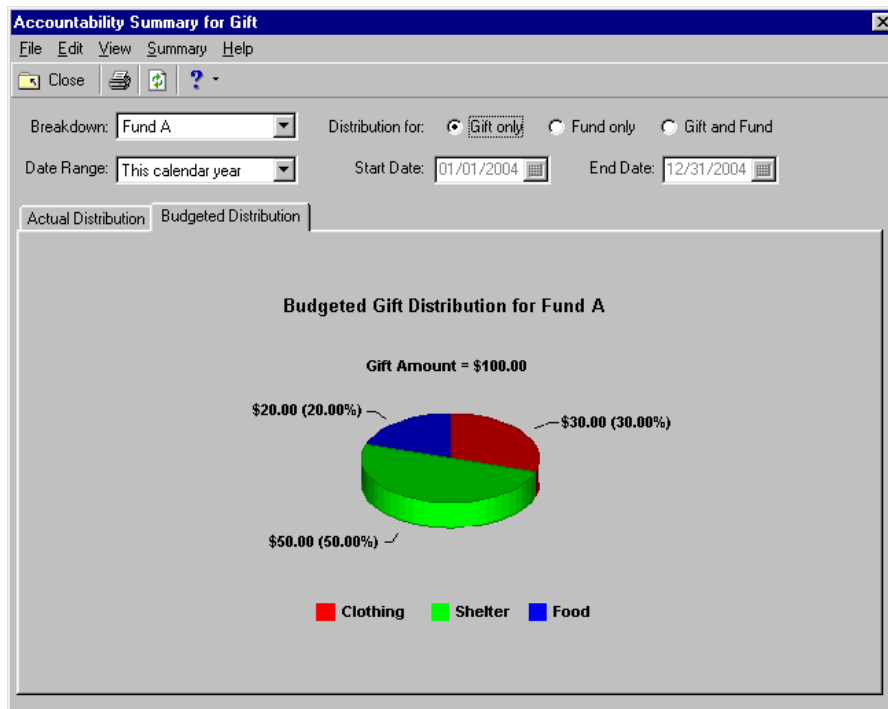 Accountability Summary for Gift
File Edit View Summary Help
Close ?
Breakdown: Fund A Distribution for: Gift only Fund only Gift and Fund
Date Range: This calendar year Start Date: 01/01/2004 End Date: 12/31/2004
Actual Distribution Budgeted Distribution
Budgeted Gift Distribution for Fund A
Gift Amount = $100.00
$20.00 (20.00%) $30.00 (30.00%)
$50.00 (50.00%)
Clothing Shelter Food